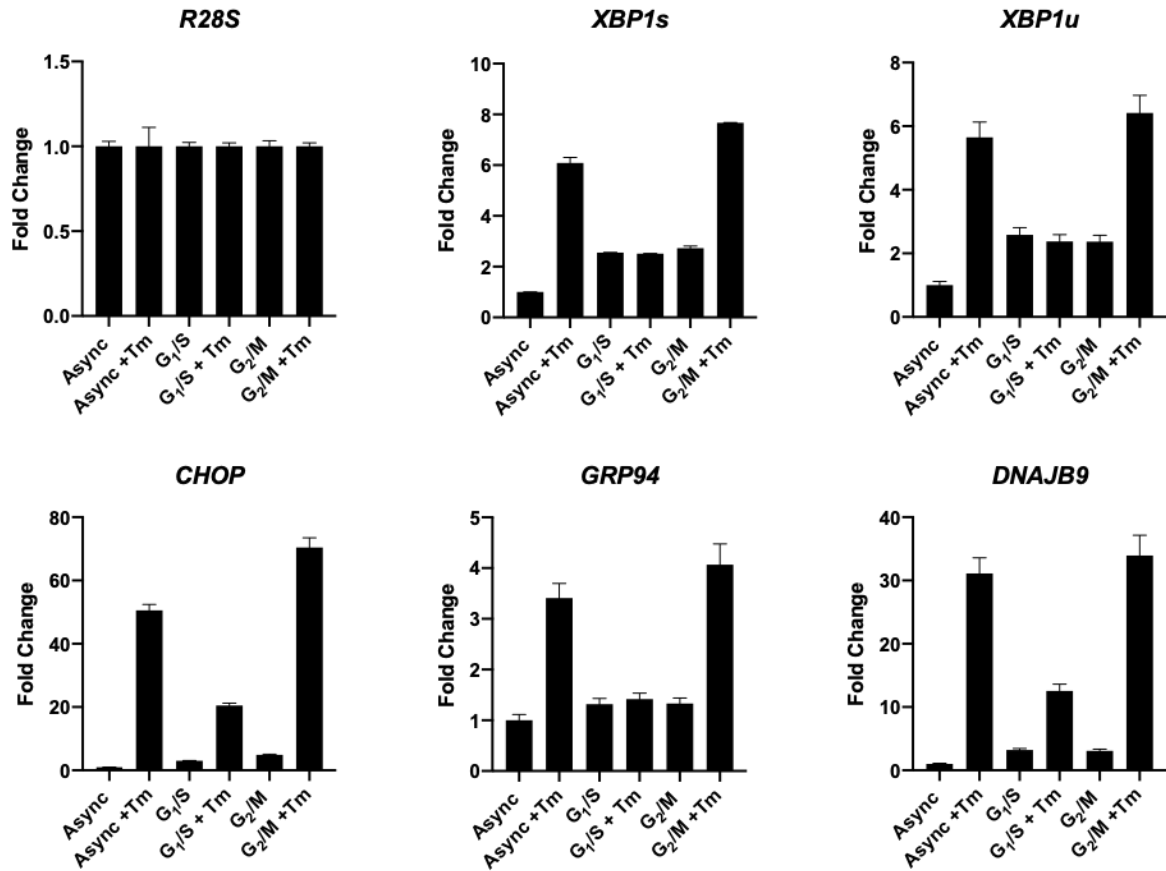 R28S
Fold Change
1.5
1.0
0.5
0.0
Async
Async +Tm
G₁/S
G₁/S + Tm
G₂/M
G₂/M +Tm
XBP1s
Fold Change
10
8
6
4
2
0
Async
Async +Tm
G₁/S
G₁/S + Tm
G₂/M
G₂/M +Tm
XBP1u
Fold Change
8
6
4
2
0
Async
Async +Tm
G₁/S
G₁/S + Tm
G₂/M
G₂/M +Tm
CHOP
Fold Change
80
60
40
20
0
Async
Async +Tm
G₁/S
G₁/S + Tm
G₂/M
G₂/M +Tm
GRP94
Fold Change
5
4
3
2
1
0
Async
Async +Tm
G₁/S
G₁/S + Tm
G₂/M
G₂/M +Tm
DNAJB9
Fold Change
40
30
20
10
0
Async
Async +Tm
G₁/S
G₁/S + Tm
G₂/M
G₂/M +Tm